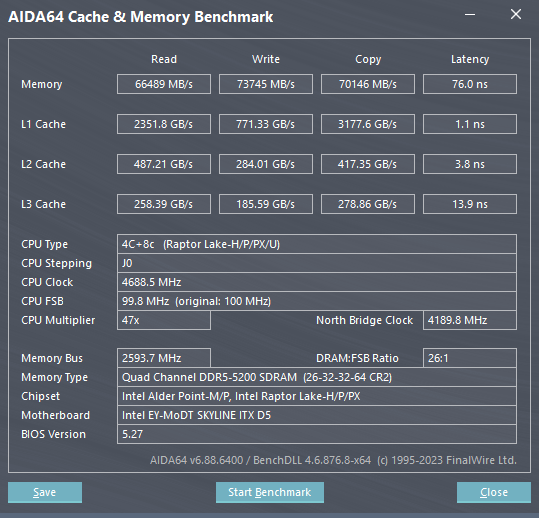 AIDA64 Cache & Memory Benchmark
Read Write Copy Latency
Memory 66489 MB/s 73745 MB/s 70146 MB/s 76.0 ns
L1 Cache 2351.8 GB/s 771.33 GB/s 3177.6 GB/s 1.1 ns
L2 Cache 487.21 GB/s 284.01 GB/s 417.35 GB/s 3.8 ns
L3 Cache 258.39 GB/s 185.59 GB/s 278.86 GB/s 13.9 ns
CPU Type 4C+8c (Raptor Lake-H/P/PX/U)
CPU Stepping J0
CPU Clock 4688.5 MHz
CPU FSB 99.8 MHz (original: 100 MHz)
CPU Multiplier 47x North Bridge Clock 4189.8 MHz
Memory Bus 2593.7 MHz DRAM:FSB Ratio 26:1
Memory Type Quad Channel DDR5-5200 SDRAM (26-32-32-64 CR2)
Chipset Intel Alder Point-M/P, Intel Raptor Lake-H/P/PX
Motherboard Intel EY-MoDT SKYLINE ITX D5
BIOS Version 5.27
AIDA64 v6.88.6400 / BenchDLL 4.6.876.8-x64 (c) 1995-2023 FinalWire Ltd.
Save Start Benchmark Close